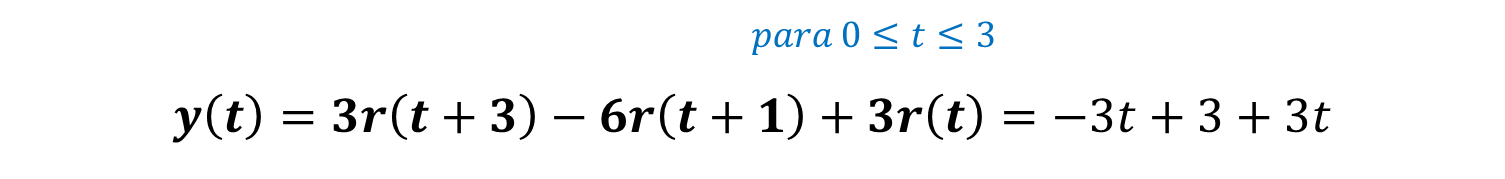 para 0 ≤ t ≤ 3
y(t) = 3r(t + 3) − 6r(t + 1) + 3r(t) = −3t + 3 + 3t